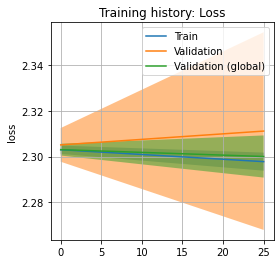 Training history: Loss
Train
Validation
Validation (global)
loss
2.34
2.32
2.30
2.28
0 5 10 15 20 25